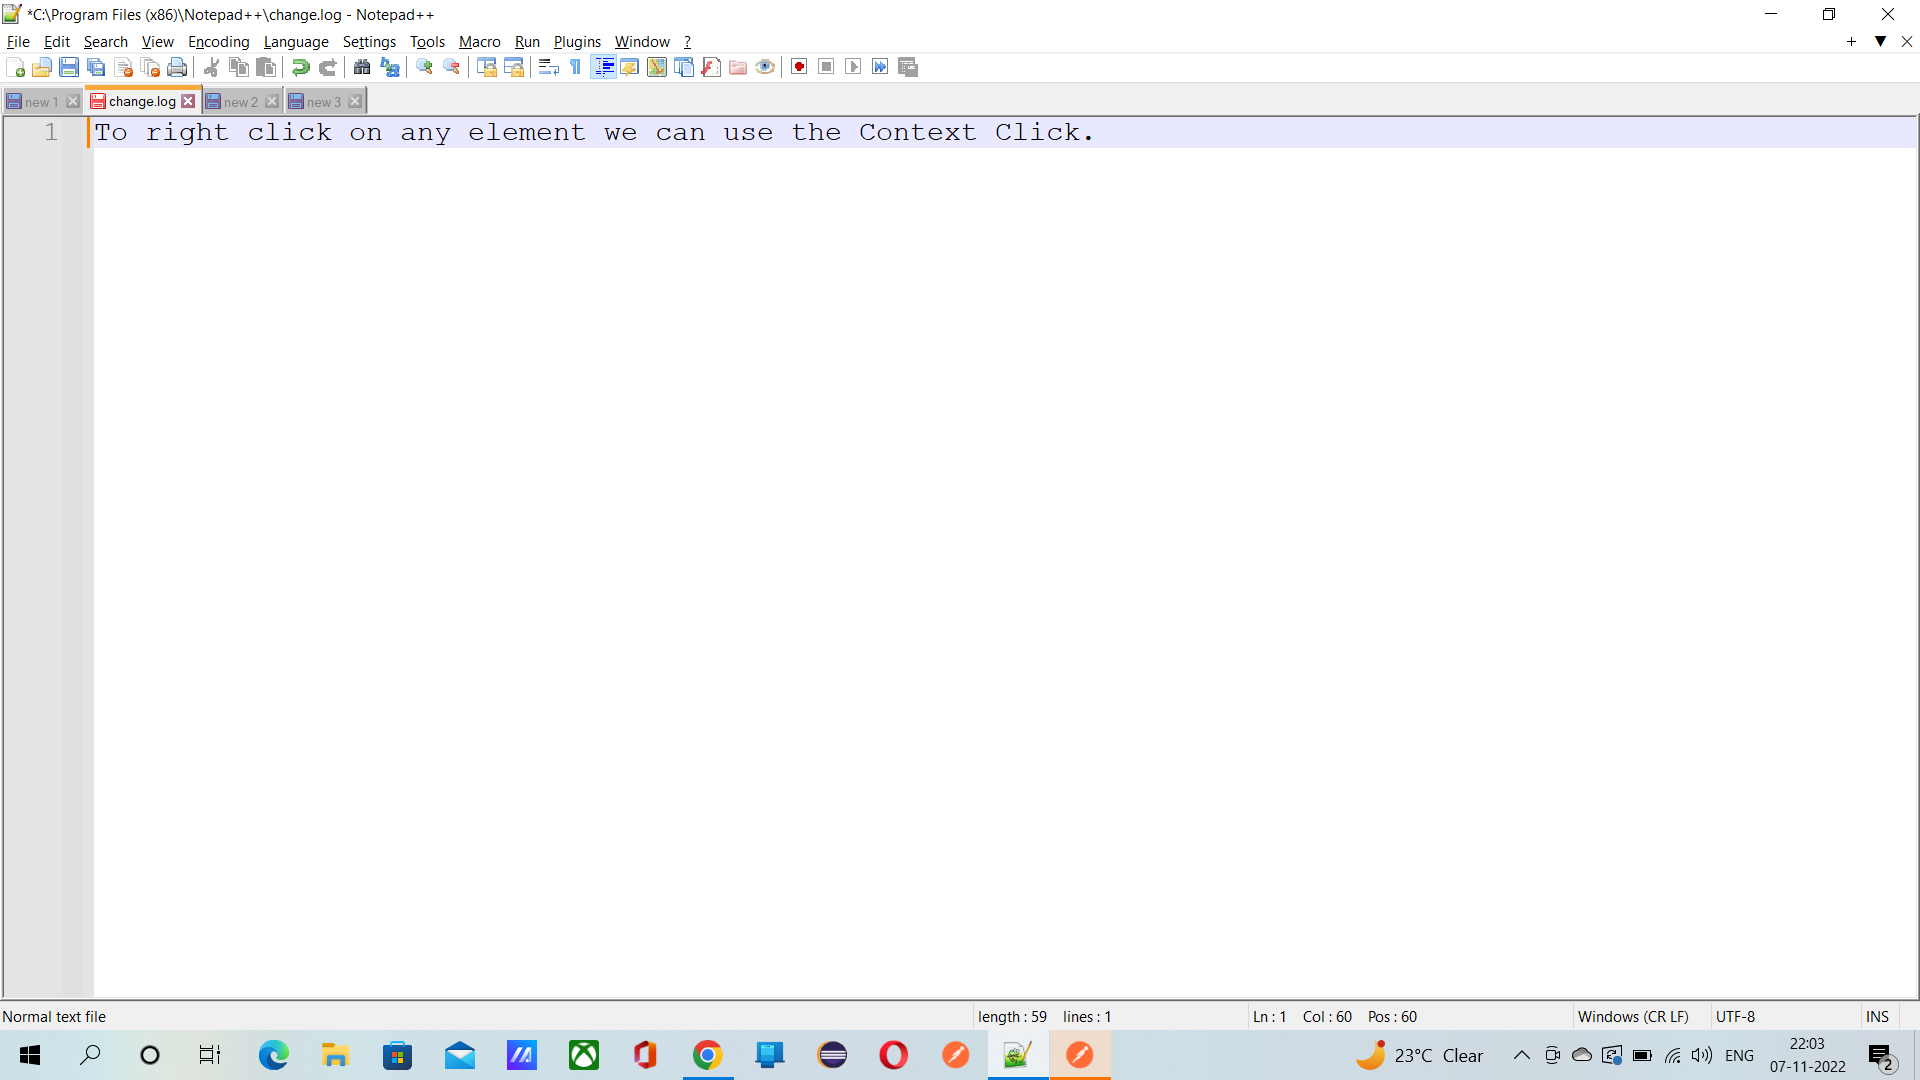 *C:\Program Files (x86)\Notepad++\change.log - Notepad++
File Edit Search View Encoding Language Settings Tools Macro Run Plugins Window ?
new 1 change.log new 2 new 3
1 To right click on any element we can use the Context Click.
Normal text file length : 59 lines : 1 Ln : 1 Col : 60 Pos : 60 Windows (CR LF) UTF-8 INS
23°C Clear ENG 22:03
07-11-2022 2